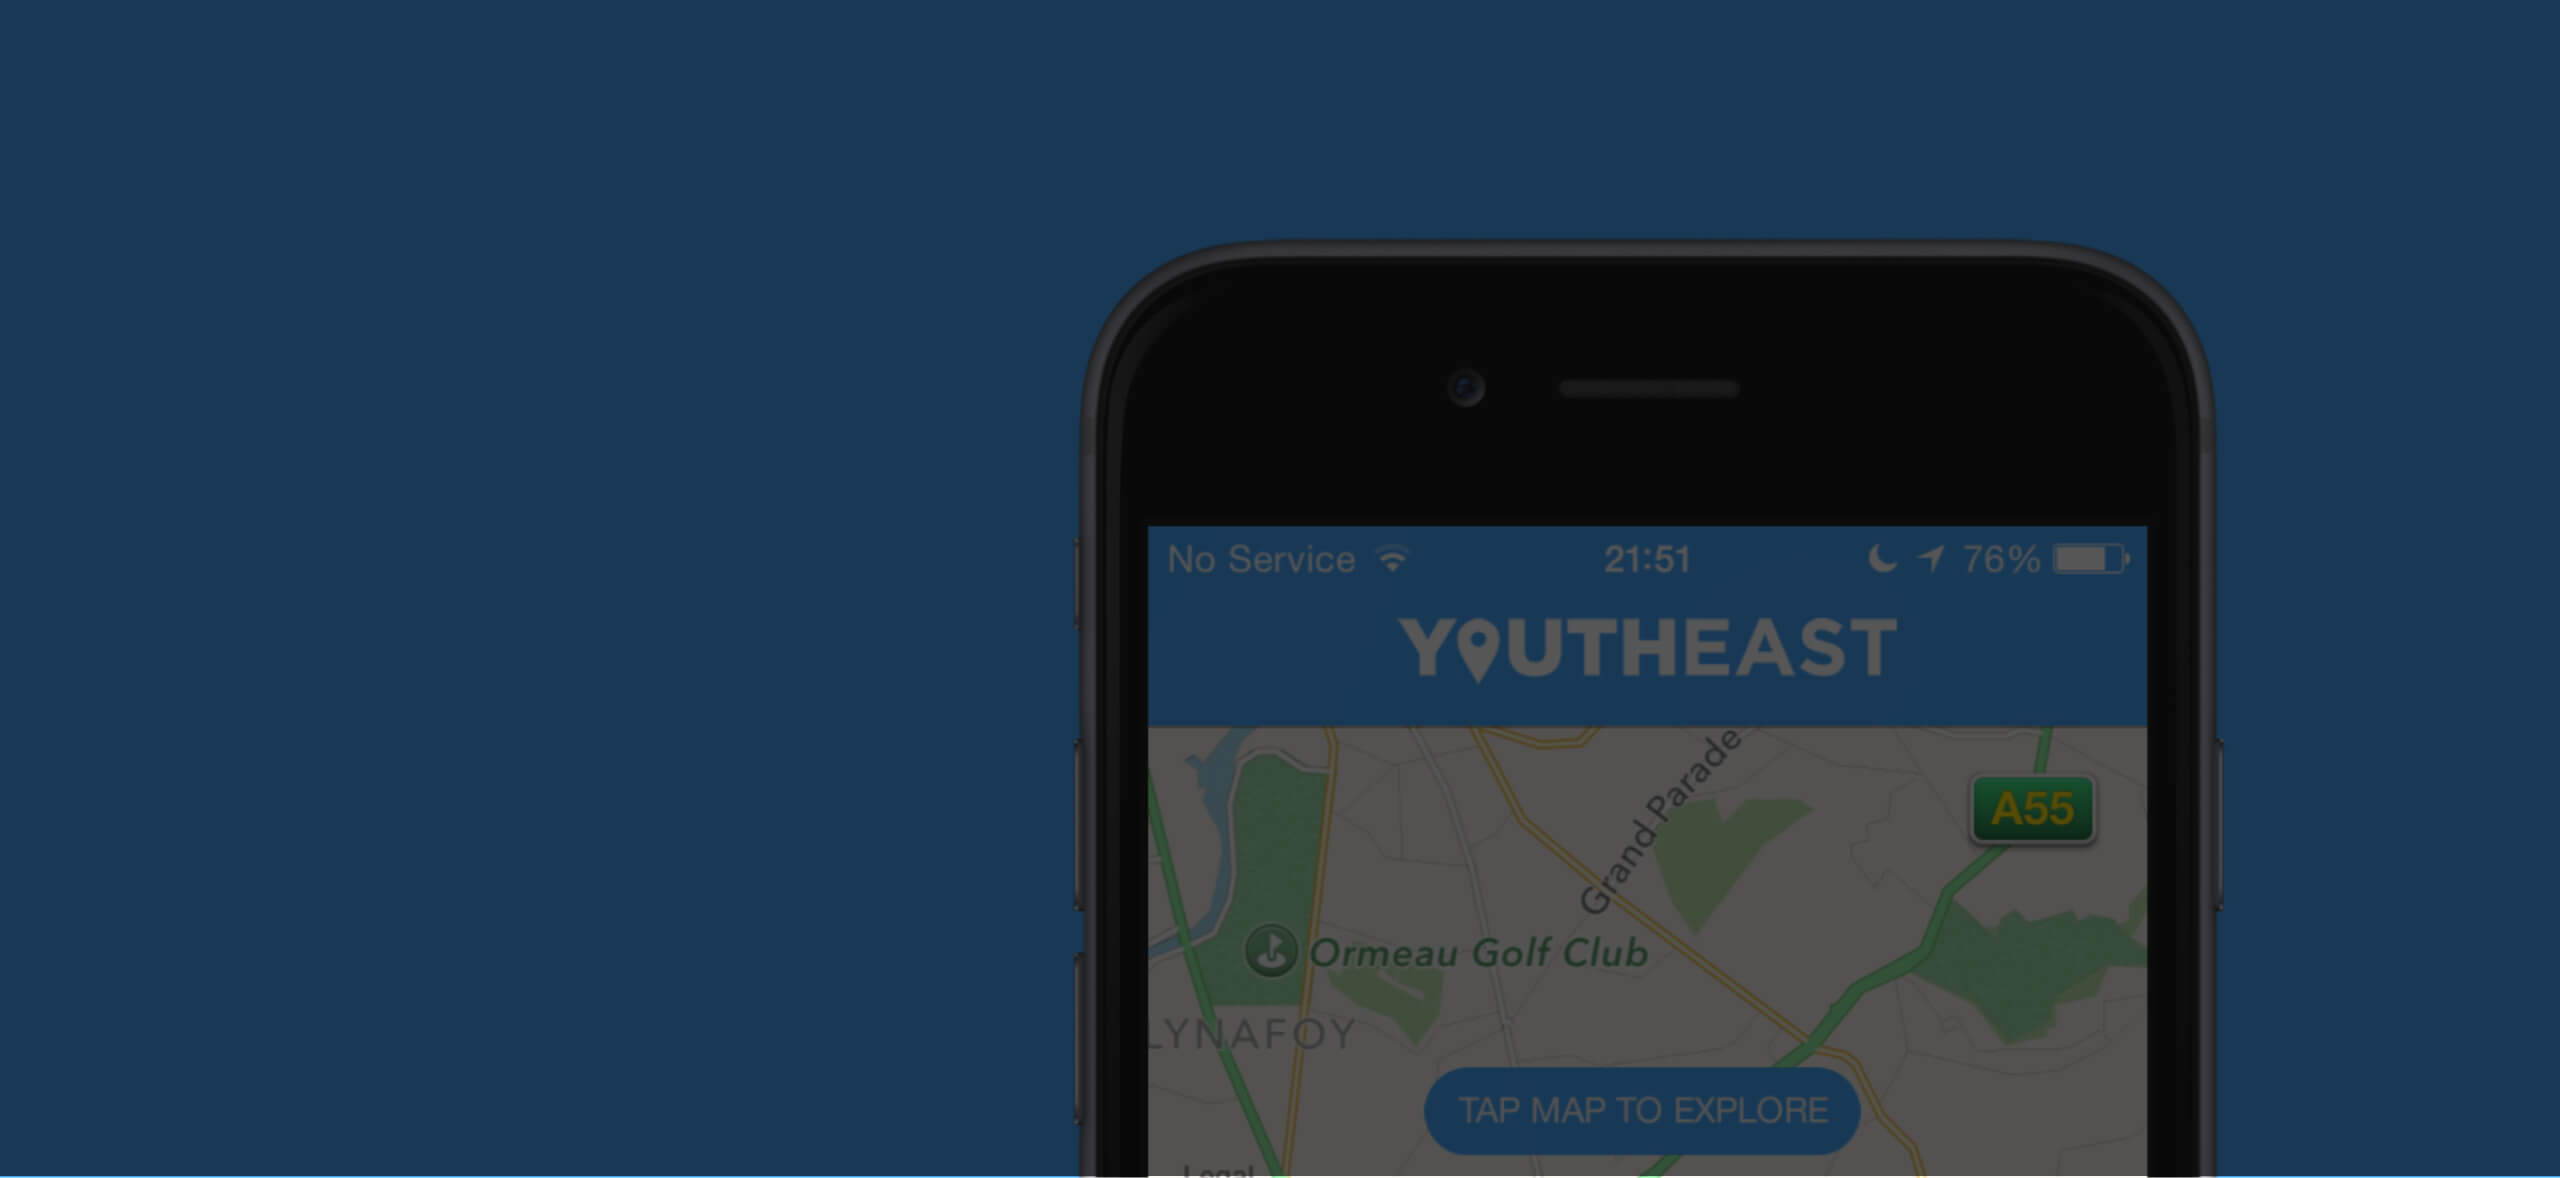 No Service 21:51 76%
YOUTHEAST
Grand Parade
A55
Ormeau Golf Club
LYNAFOY
TAP MAP TO EXPLORE
Legal